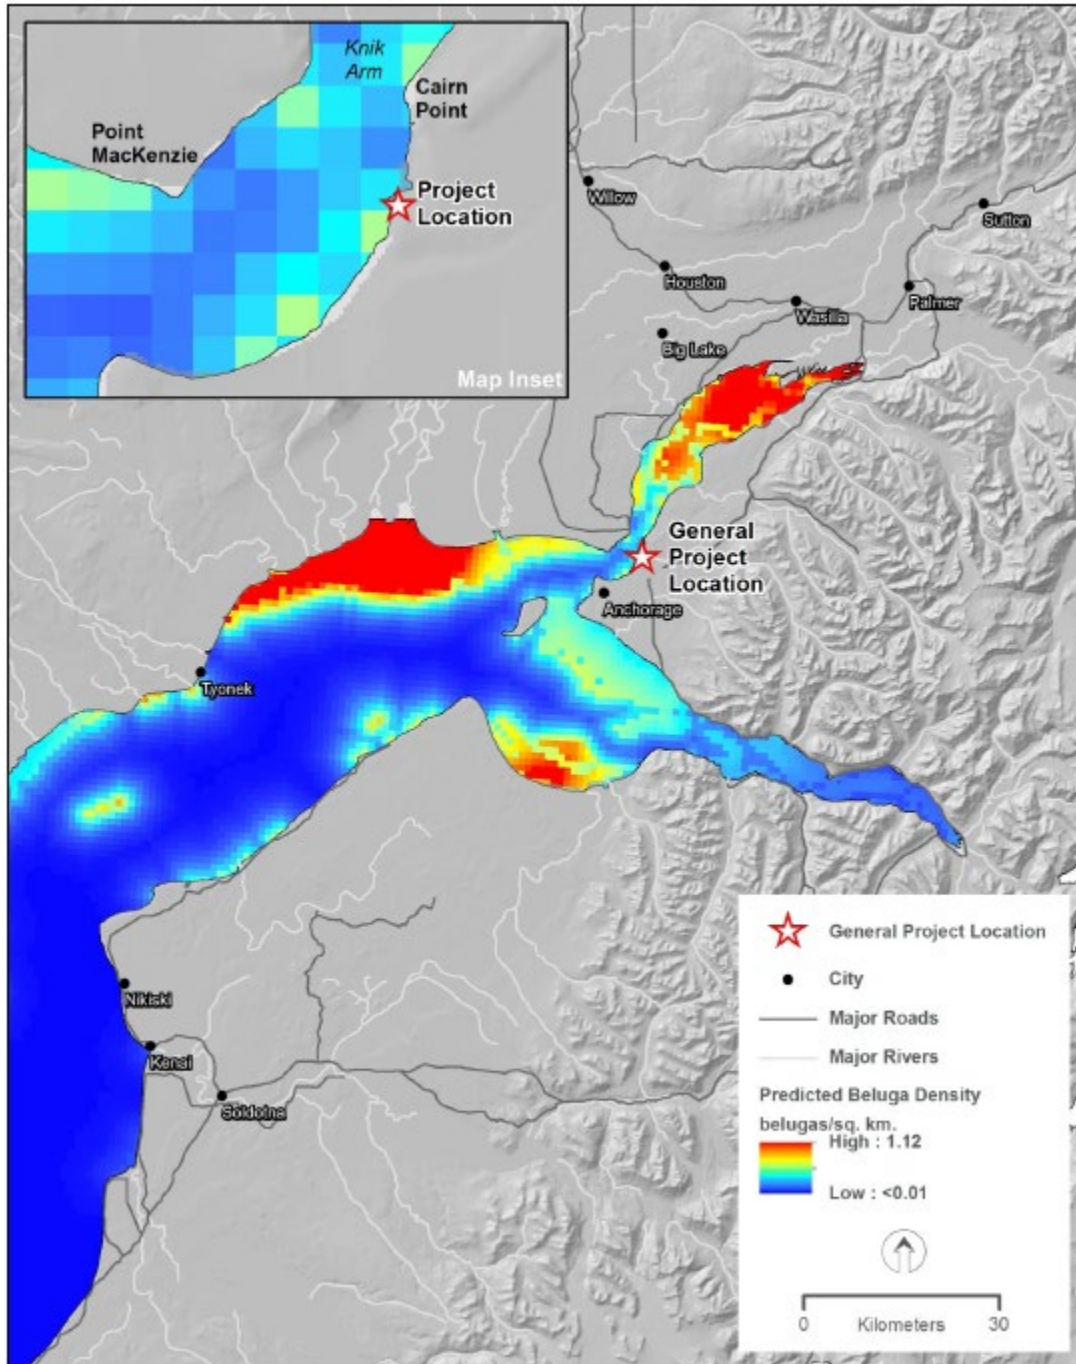 Knik
Arm
Cairn
Point
Point
MacKenzie
Project
Location
Map Inset
Willow
Sutton
Houston
Palmer
Wasilla
Big Lake
General
Project
Location
Anchorage
Tyonek
Nikiski
Kenai
Soldotna
General Project Location
City
Major Roads
Major Rivers
Predicted Beluga Density
belugas/sq. km.
High : 1.12
Low : <0.01
0 Kilometers 30